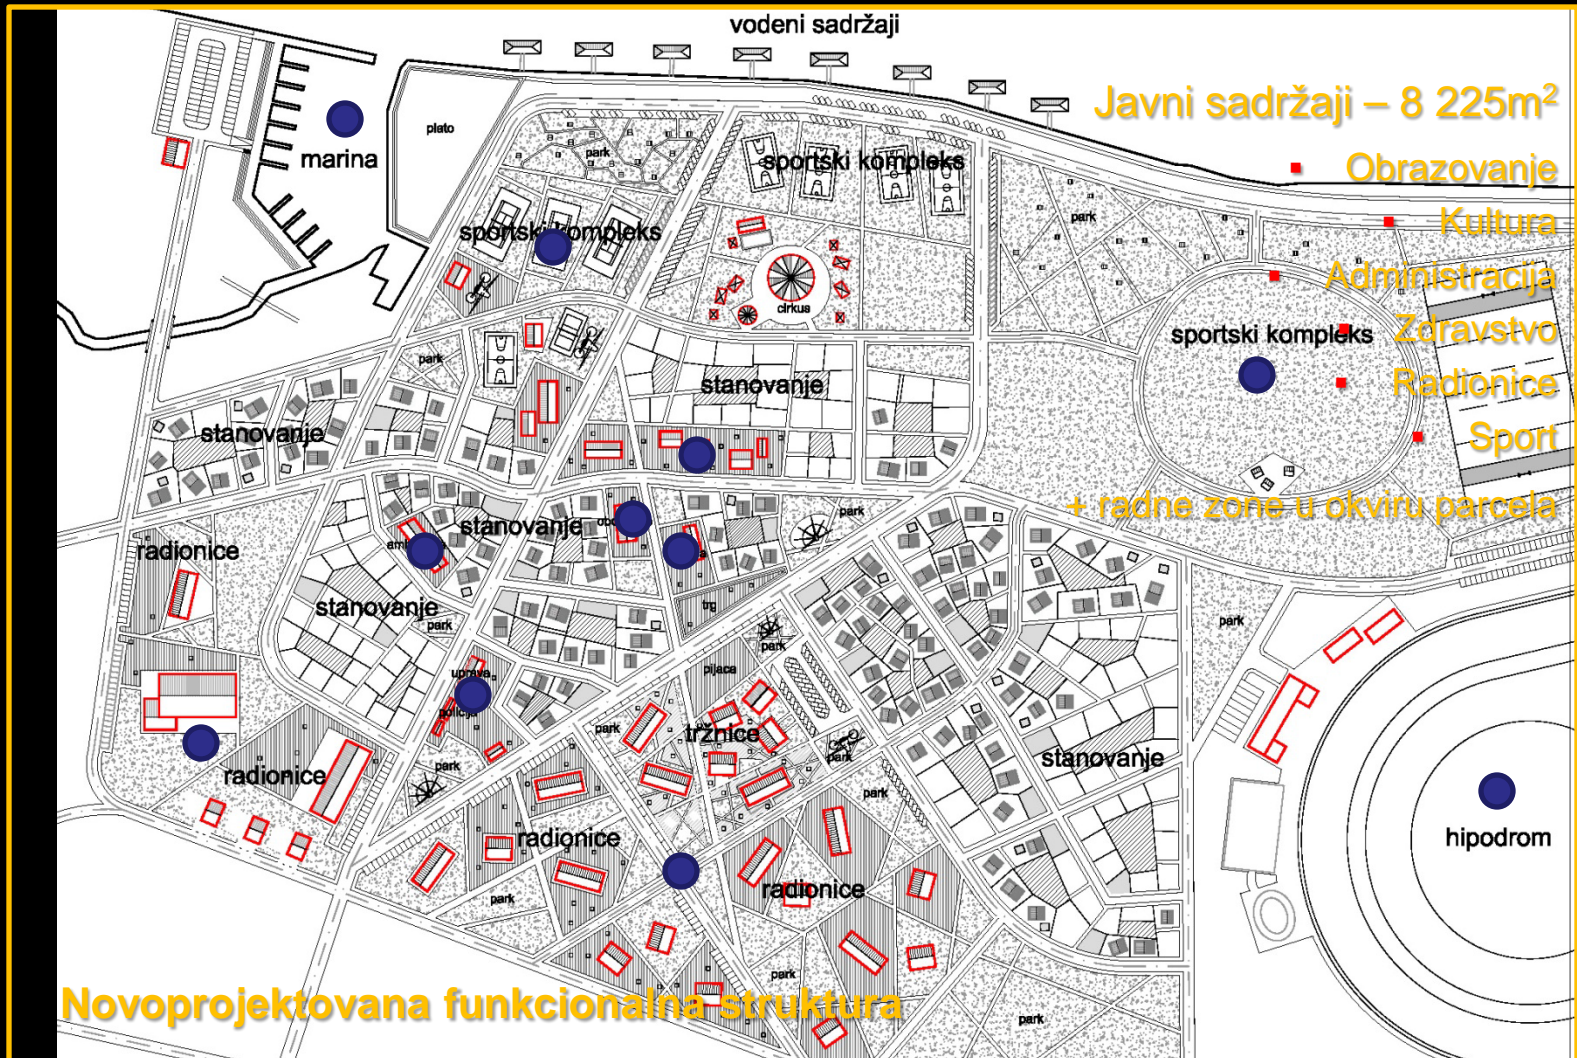 vodeni sadržaji
Javni sadržaji – 8 225m²
plato
marina
park
sportski kompleks
Obrazovanje
park
Kultura
sportski kompleks
Administracija
cirkus
sportski kompleks
Zdravstvo
park
stanovanje
Radionice
stanovanje
Sport
+ radne zone u okviru parcela
park
stanovanje
radionice
stanovanje
trg
park
park
park
pijaca
uprava
policija
park
tržnice
park
stanovanje
park
radionice
park
hipodrom
radionice
radionice
park
park
Novoprojektovana funkcionalna struktura
park